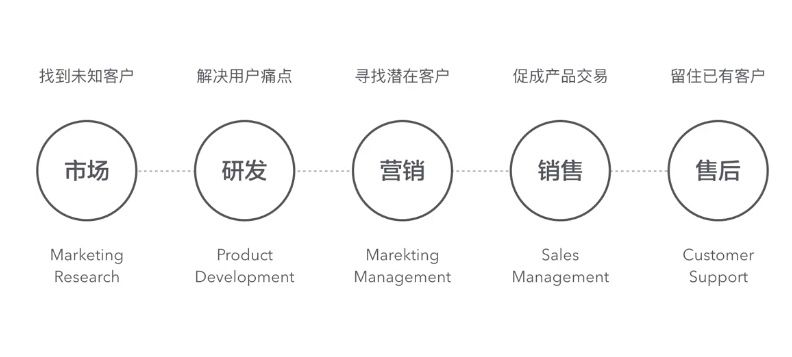 找到未知客户
解决用户痛点
寻找潜在客户
促成产品交易
留住已有客户
市场
研发
营销
销售
售后
Marketing
Research
Product
Development
Marekting
Management
Sales
Management
Customer
Support